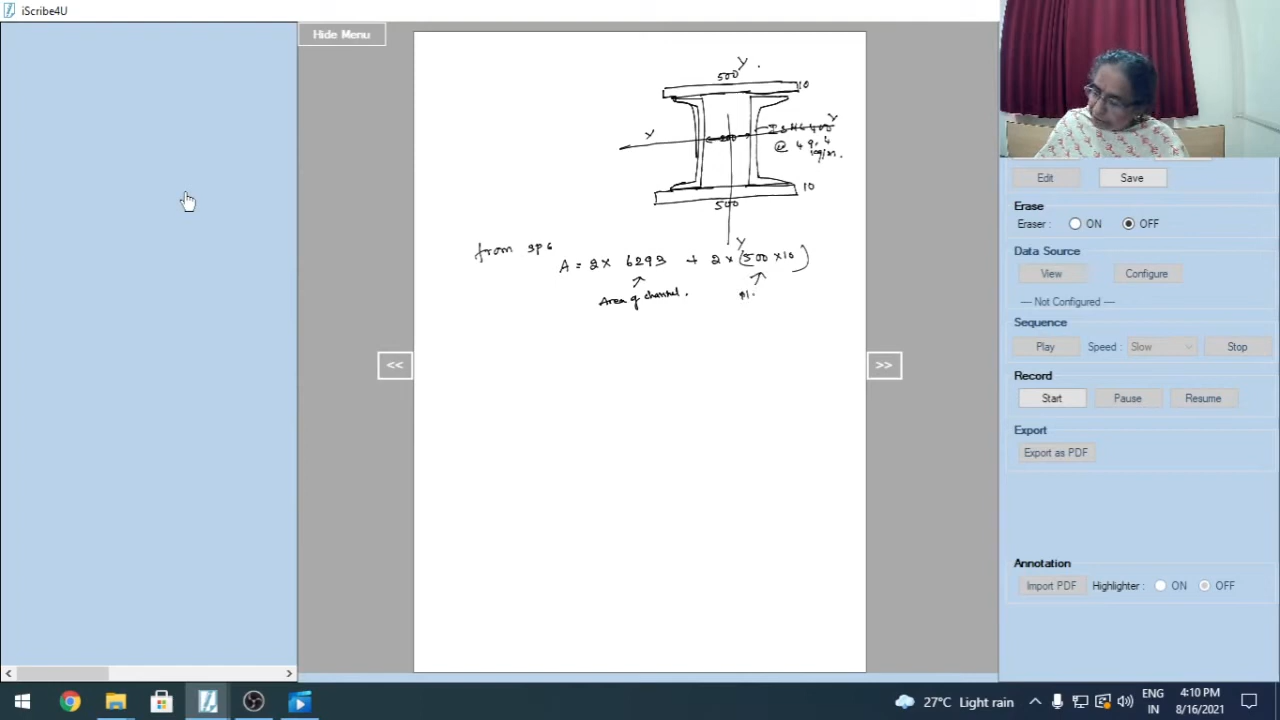 iScribe4U
Hide Menu
Y
500
10
X
Y
@ 49.4
kg/m.
10
500
Y
from sp 6
A = 2 x 6293 + 2 x (500 x 10)
Area of channel.
pl.
<<
>>
Edit
Save
Erase
Eraser : ON OFF
Data Source
View
Configure
--- Not Configured ---
Sequence
Play
Speed : Slow
Stop
Record
Start
Pause
Resume
Export
Export as PDF
Annotation
Import PDF
Highlighter : ON OFF
27°C Light rain
ENG
IN
4:10 PM
8/16/2021